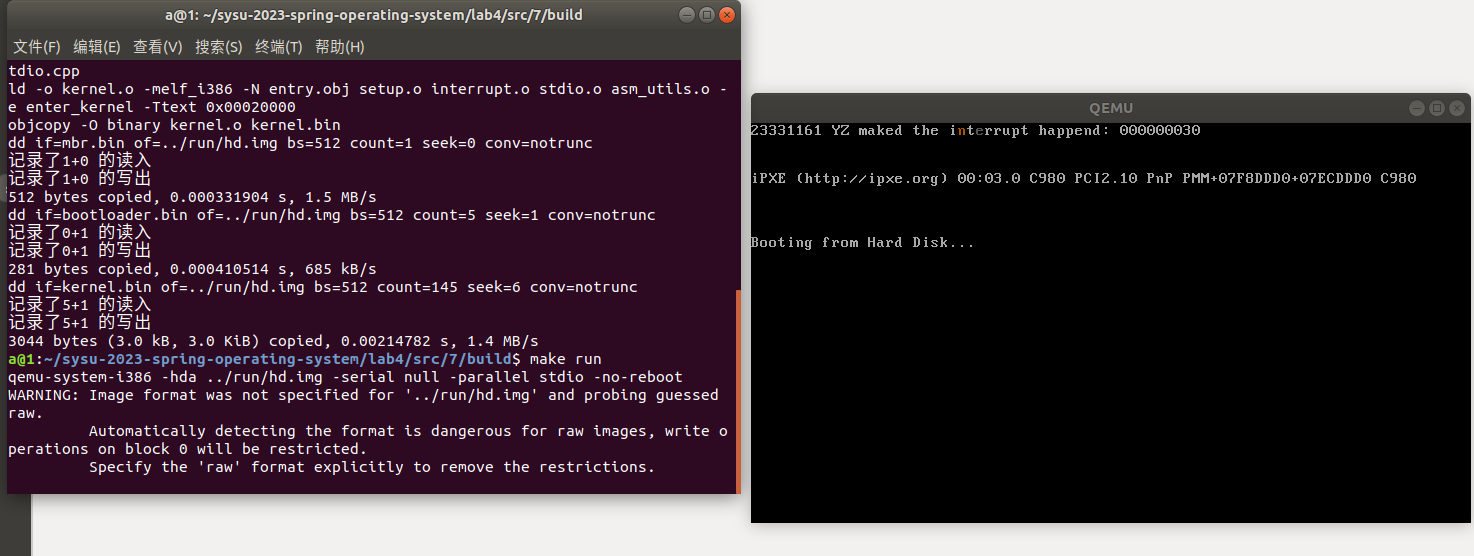 a@1: ~/sysu-2023-spring-operating-system/lab4/src/7/build
文件(F) 编辑(E) 查看(V) 搜索(S) 终端(T) 帮助(H)
tdio.cpp
ld -o kernel.o -melf_i386 -N entry.obj setup.o interrupt.o stdio.o asm_utils.o -
e enter_kernel -Ttext 0x00020000
objcopy -O binary kernel.o kernel.bin
dd if=mbr.bin of=../run/hd.img bs=512 count=1 seek=0 conv=notrunc
记录了1+0 的读入
记录了1+0 的写出
512 bytes copied, 0.000331904 s, 1.5 MB/s
dd if=bootloader.bin of=../run/hd.img bs=512 count=5 seek=1 conv=notrunc
记录了0+1 的读入
记录了0+1 的写出
281 bytes copied, 0.000410514 s, 685 kB/s
dd if=kernel.bin of=../run/hd.img bs=512 count=145 seek=6 conv=notrunc
记录了5+1 的读入
记录了5+1 的写出
3044 bytes (3.0 kB, 3.0 KiB) copied, 0.00214782 s, 1.4 MB/s
a@1:~/sysu-2023-spring-operating-system/lab4/src/7/build$ make run
qemu-system-i386 -hda ../run/hd.img -serial null -parallel stdio -no-reboot
WARNING: Image format was not specified for '../run/hd.img' and probing guessed
raw.
Automatically detecting the format is dangerous for raw images, write o
perations on block 0 will be restricted.
Specify the 'raw' format explicitly to remove the restrictions.
QEMU
23331161 YZ maked the interrupt happend: 000000030
iPXE (http://ipxe.org) 00:03.0 C980 PCI2.10 PnP PMM+07F8DDD0+07ECDDD0 C980
Booting from Hard Disk...